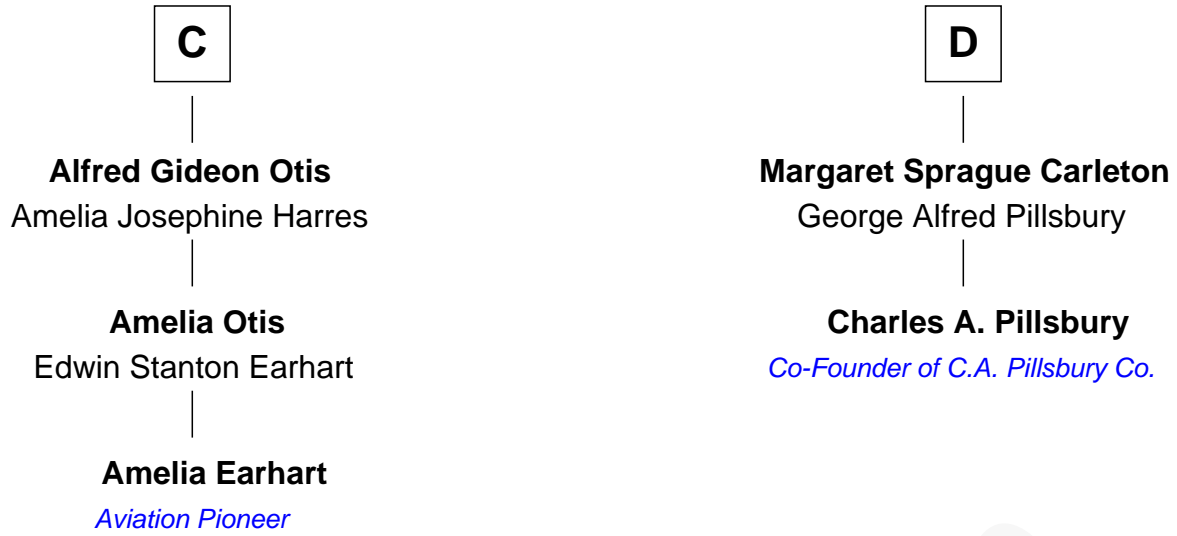 C
Alfred Gideon Otis
Amelia Josephine Harres
Amelia Otis
Edwin Stanton Earhart
Amelia Earhart
Aviation Pioneer
D
Margaret Sprague Carleton
George Alfred Pillsbury
Charles A. Pillsbury
Co-Founder of C.A. Pillsbury Co.